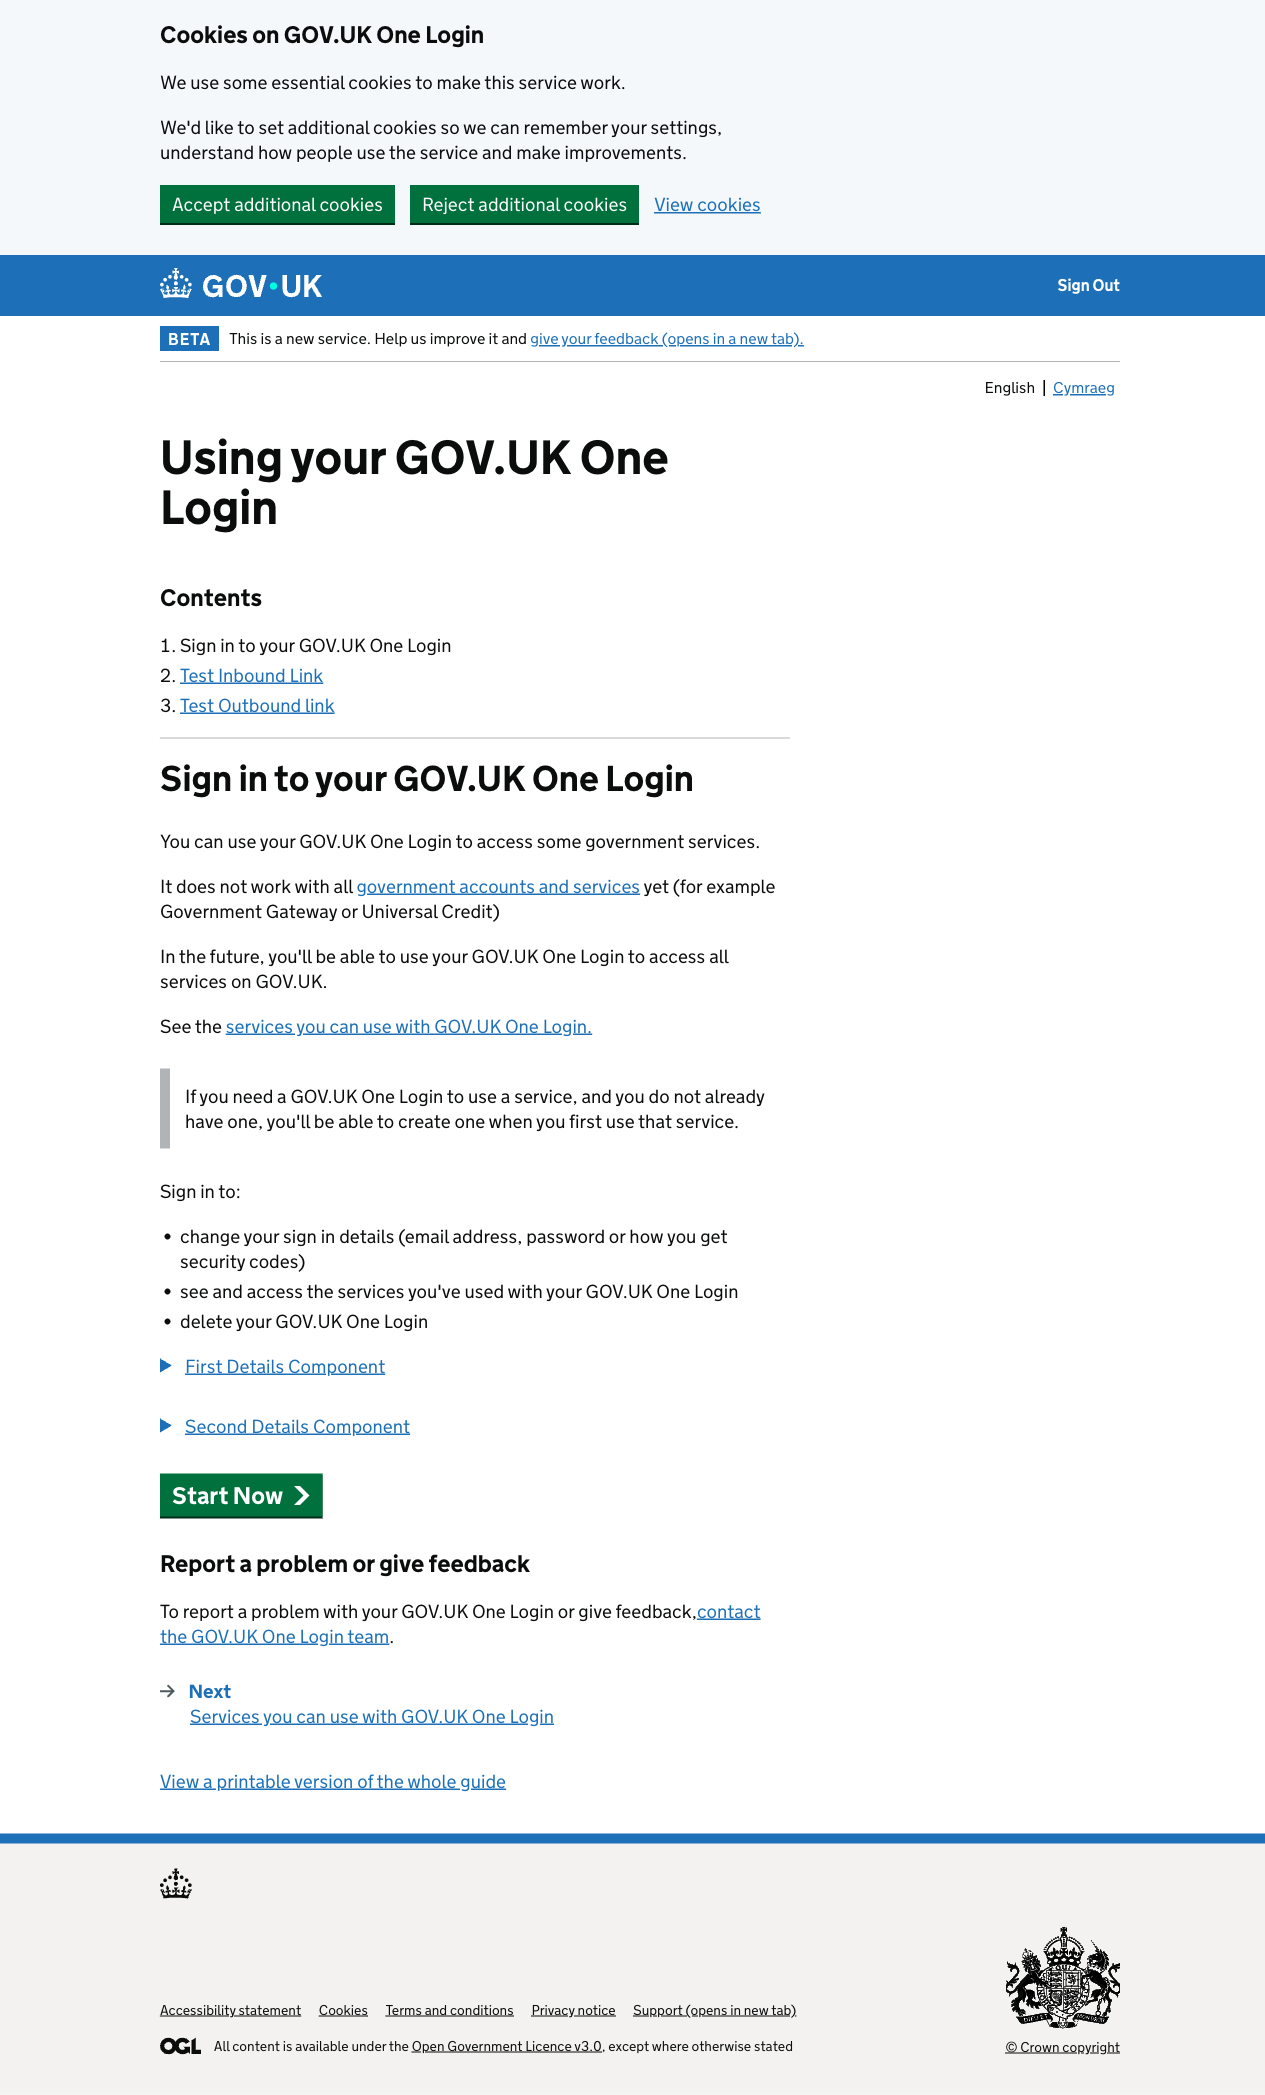 Cookies on GOV.UK One Login
We use some essential cookies to make this service work.
We'd like to set additional cookies so we can remember your settings,
understand how people use the service and make improvements.
Accept additional cookies Reject additional cookies View cookies
GOV·UK Sign Out
BETA This is a new service. Help us improve it and give your feedback (opens in a new tab).
English | Cymraeg
Using your GOV.UK One
Login
Contents
1. Sign in to your GOV.UK One Login
2. Test Inbound Link
3. Test Outbound link
Sign in to your GOV.UK One Login
You can use your GOV.UK One Login to access some government services.
It does not work with all government accounts and services yet (for example
Government Gateway or Universal Credit)
In the future, you'll be able to use your GOV.UK One Login to access all
services on GOV.UK.
See the services you can use with GOV.UK One Login.
If you need a GOV.UK One Login to use a service, and you do not already
have one, you'll be able to create one when you first use that service.
Sign in to:
• change your sign in details (email address, password or how you get
security codes)
• see and access the services you've used with your GOV.UK One Login
• delete your GOV.UK One Login
First Details Component
Second Details Component
Start Now
Report a problem or give feedback
To report a problem with your GOV.UK One Login or give feedback,contact
the GOV.UK One Login team.
Next
Services you can use with GOV.UK One Login
View a printable version of the whole guide
Accessibility statement Cookies Terms and conditions Privacy notice Support (opens in new tab)
OGL All content is available under the Open Government Licence v3.0, except where otherwise stated
© Crown copyright